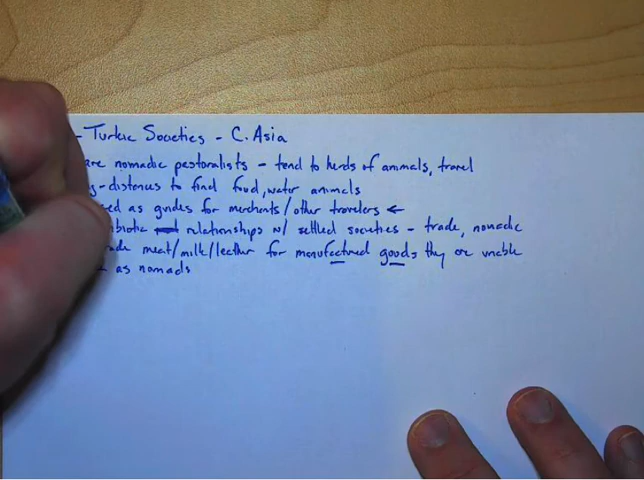 - Turkic Societies - C. Asia
are nomadic pastoralists - tend to herds of animals, travel
-distances to find food, water animals
as guides for merchants/other travelers ←
relationships w/ settled societies - trade, nomadic
meat/milk/leather for manufactured goods they are unable
as nomads